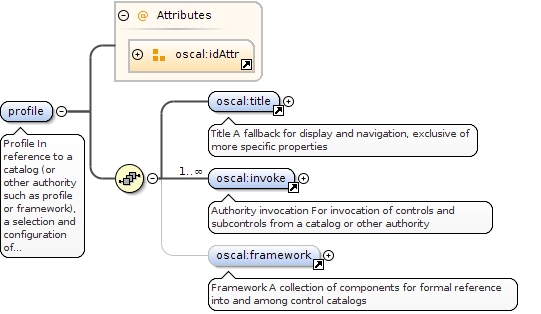 Attributes
oscal:idAttr
profile
Profile In
reference to a
catalog (or
other authority
such as profile
or framework),
a selection and
configuration
of...
oscal:title
Title A fallback for display and navigation, exclusive of
more specific properties
1..∞
oscal:invoke
Authority invocation For invocation of controls and
subcontrols from a catalog or other authority
oscal:framework
Framework A collection of components for formal reference
into and among control catalogs